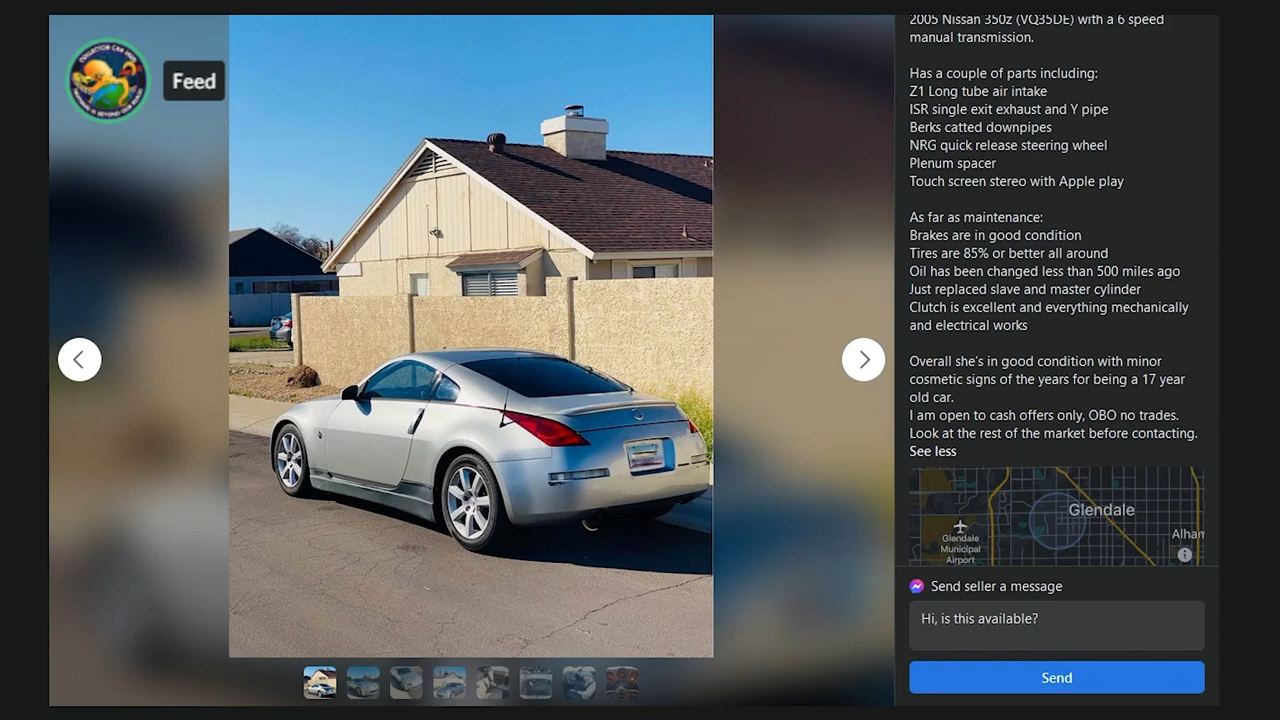 Feed
2005 Nissan 350z (VQ35DE) with a 6 speed
manual transmission.
Has a couple of parts including:
Z1 Long tube air intake
ISR single exit exhaust and Y pipe
Berks catted downpipes
NRG quick release steering wheel
Plenum spacer
Touch screen stereo with Apple play
As far as maintenance:
Brakes are in good condition
Tires are 85% or better all around
Oil has been changed less than 500 miles ago
Just replaced slave and master cylinder
Clutch is excellent and everything mechanically
and electrical works
Overall she's in good condition with minor
cosmetic signs of the years for being a 17 year
old car.
I am open to cash offers only, OBO no trades.
Look at the rest of the market before contacting.
See less
Glendale
Glendale
Municipal
Airport
Alham
Send seller a message
Hi, is this available?
Send